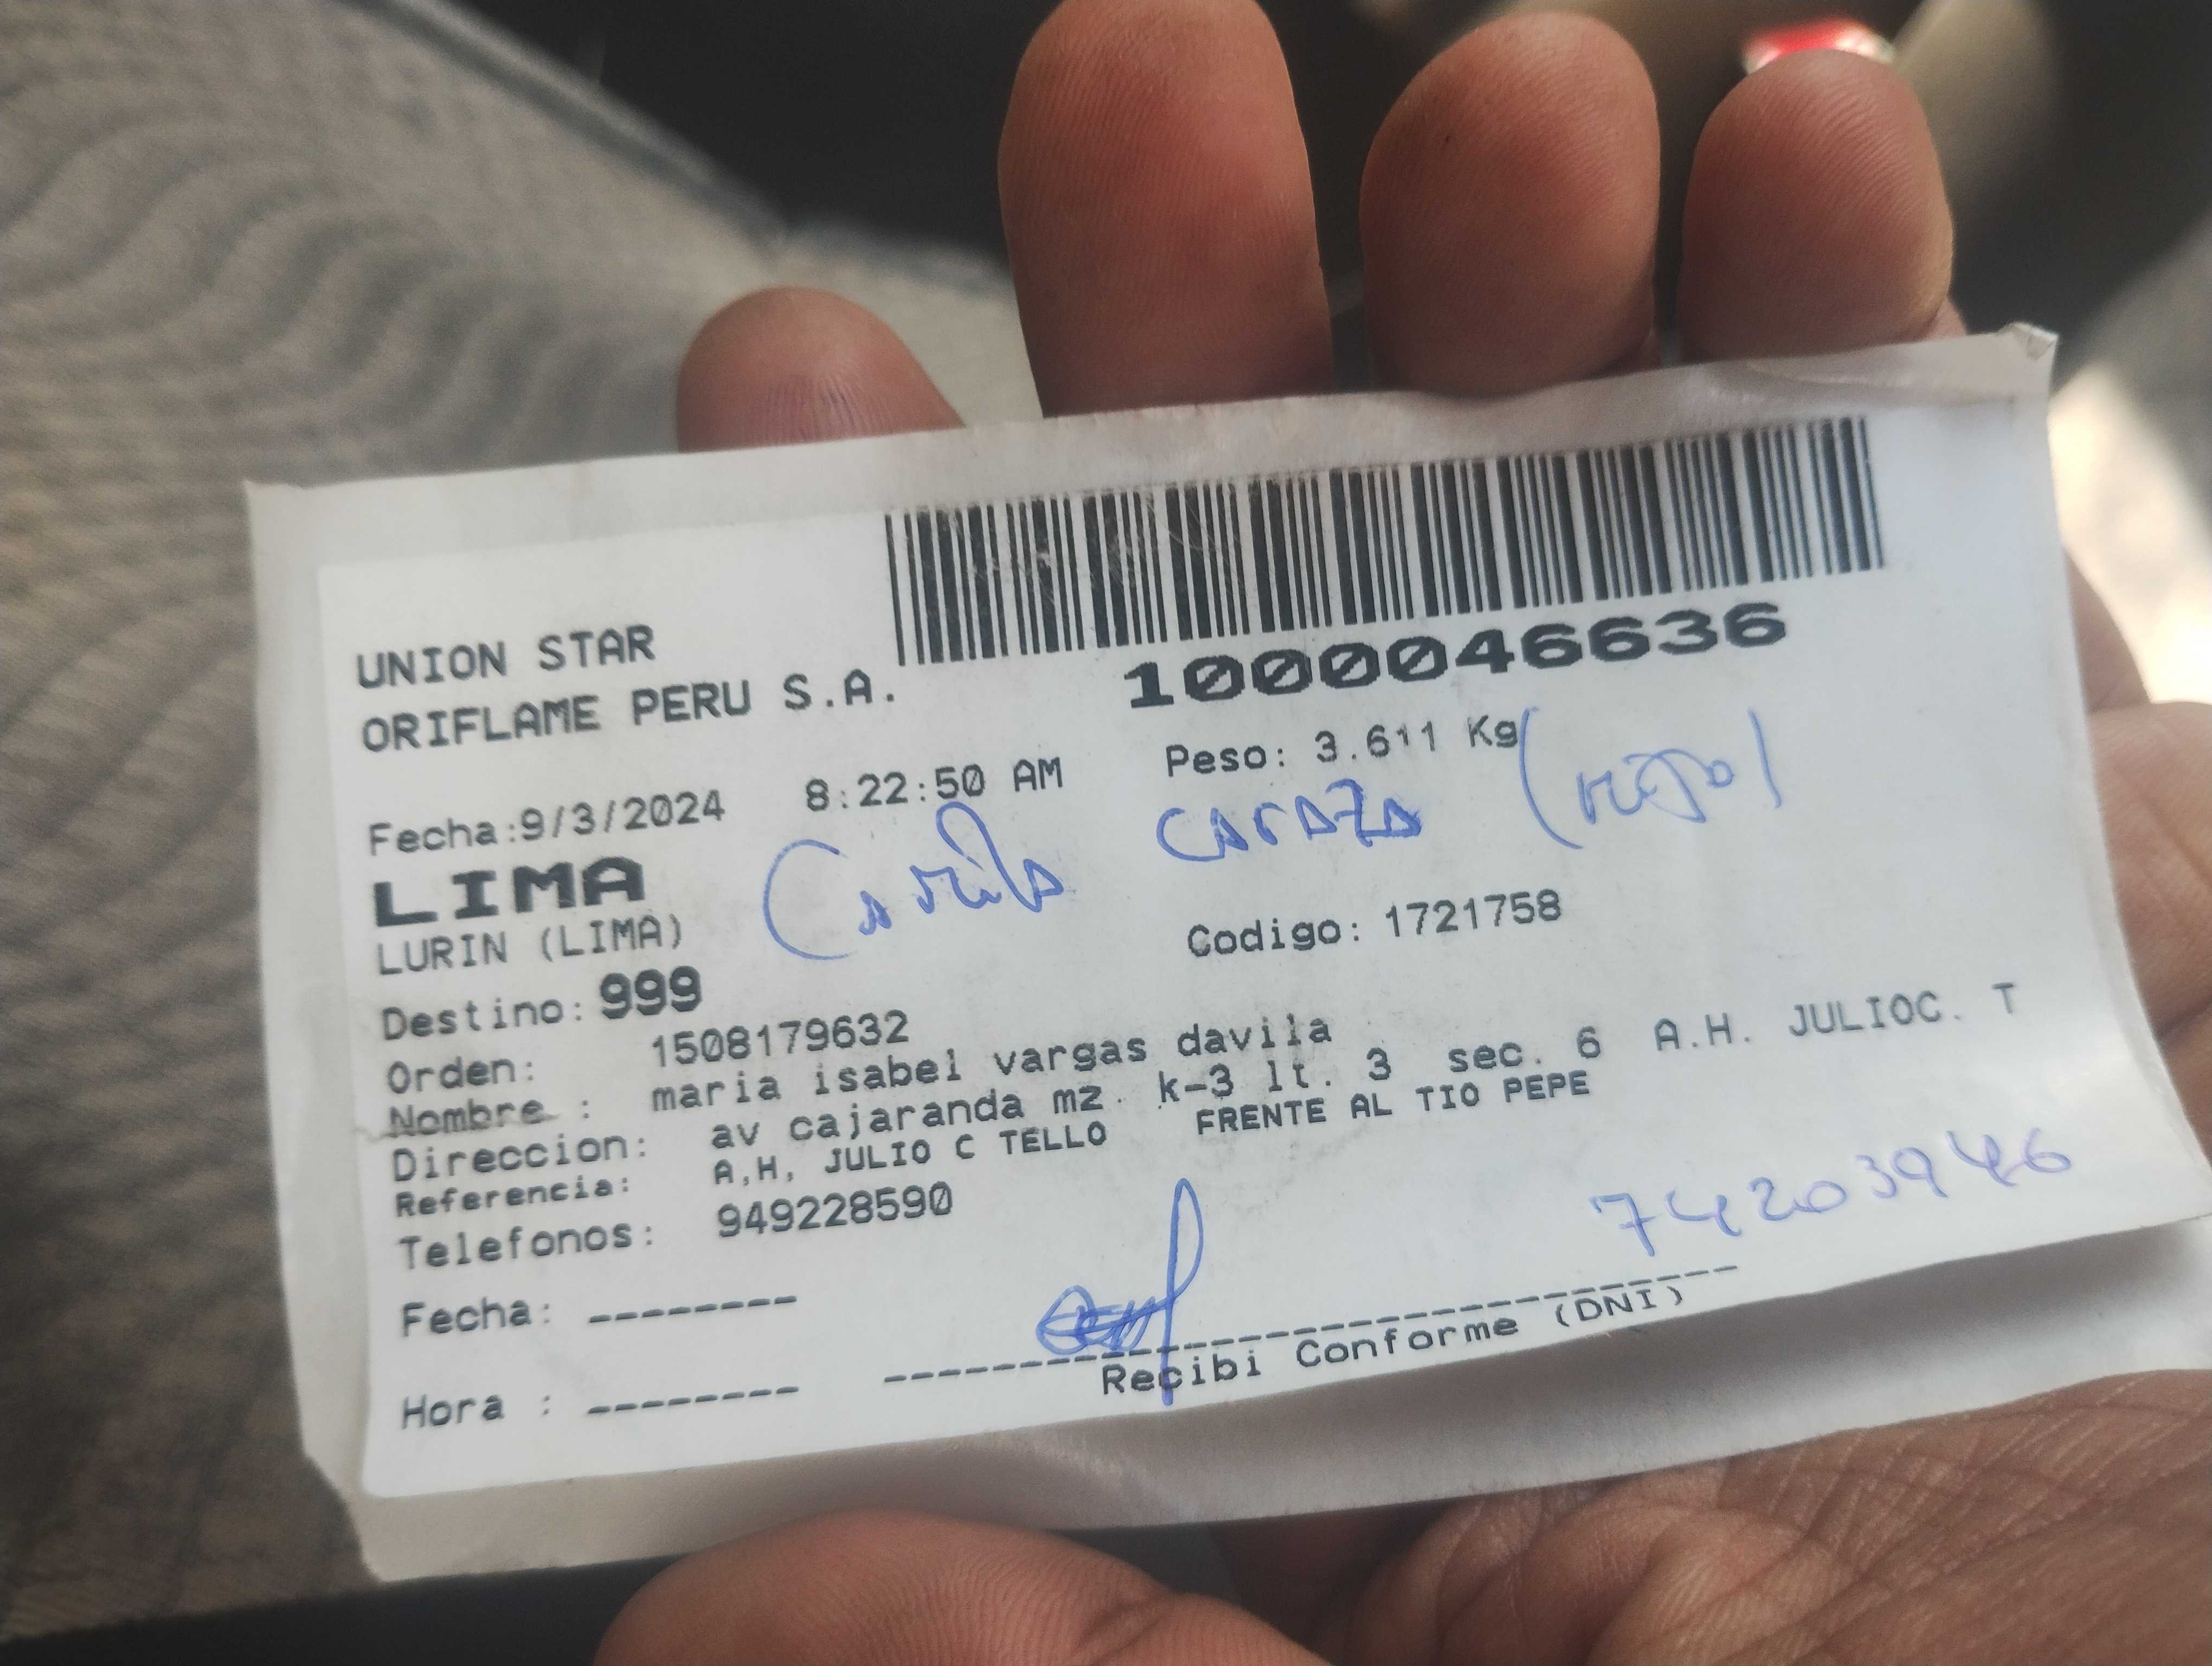 UNION STAR
ORIFLAME PERU S.A.
1000046636
Fecha:9/3/2024 8:22:50 AM Peso: 3.611 Kg
LIMA
Caraza
LURIN (LIMA)
Destino: 999 Codigo: 1721758
Orden: 1508179632
Nombre : maria isabel vargas davila
Direccion: av cajaranda mz. k-3 lt. 3 sec. 6 A.H. JULIOC. T
Referencia: A,H, JULIO C TELLO FRENTE AL TIO PEPE
Telefonos: 949228590
74203946
Fecha: --------
Hora : --------
Recibi Conforme (DNI)